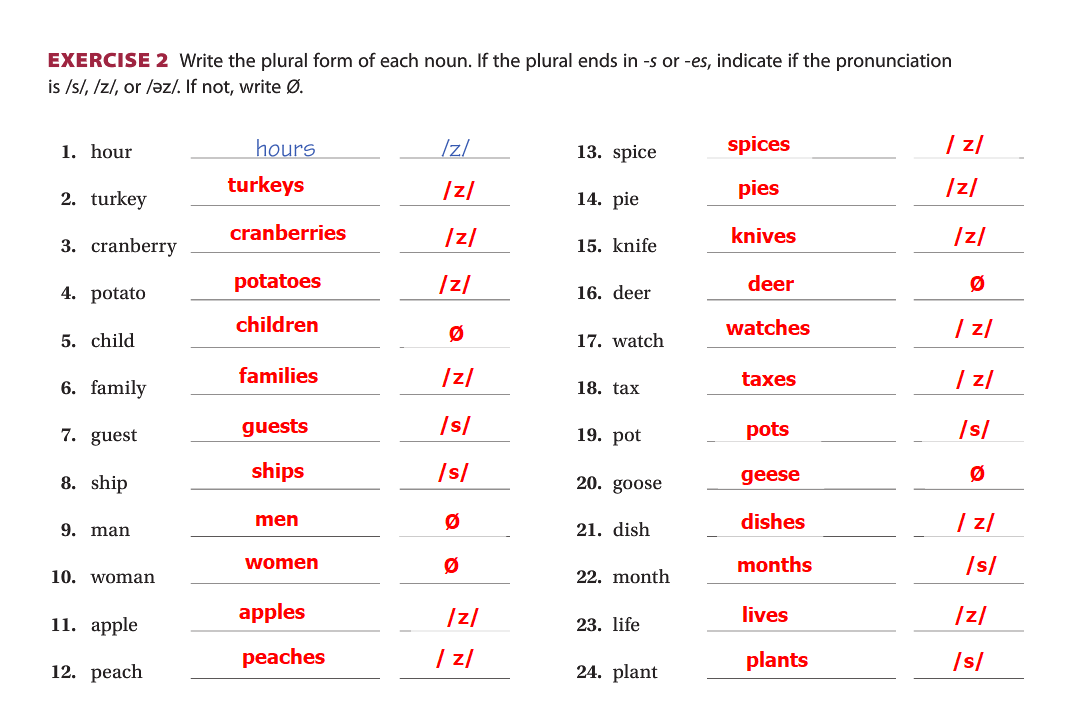 EXERCISE 2 Write the plural form of each noun. If the plural ends in -s or -es, indicate if the pronunciation
is /s/, /z/, or /əz/. If not, write Ø.
1. hour hours /z/
2. turkey turkeys /z/
3. cranberry cranberries /z/
4. potato potatoes /z/
5. child children Ø
6. family families /z/
7. guest guests /s/
8. ship ships /s/
9. man men Ø
10. woman women Ø
11. apple apples /z/
12. peach peaches / z/
13. spice spices / z/
14. pie pies /z/
15. knife knives /z/
16. deer deer Ø
17. watch watches / z/
18. tax taxes / z/
19. pot pots /s/
20. goose geese Ø
21. dish dishes / z/
22. month months /s/
23. life lives /z/
24. plant plants /s/